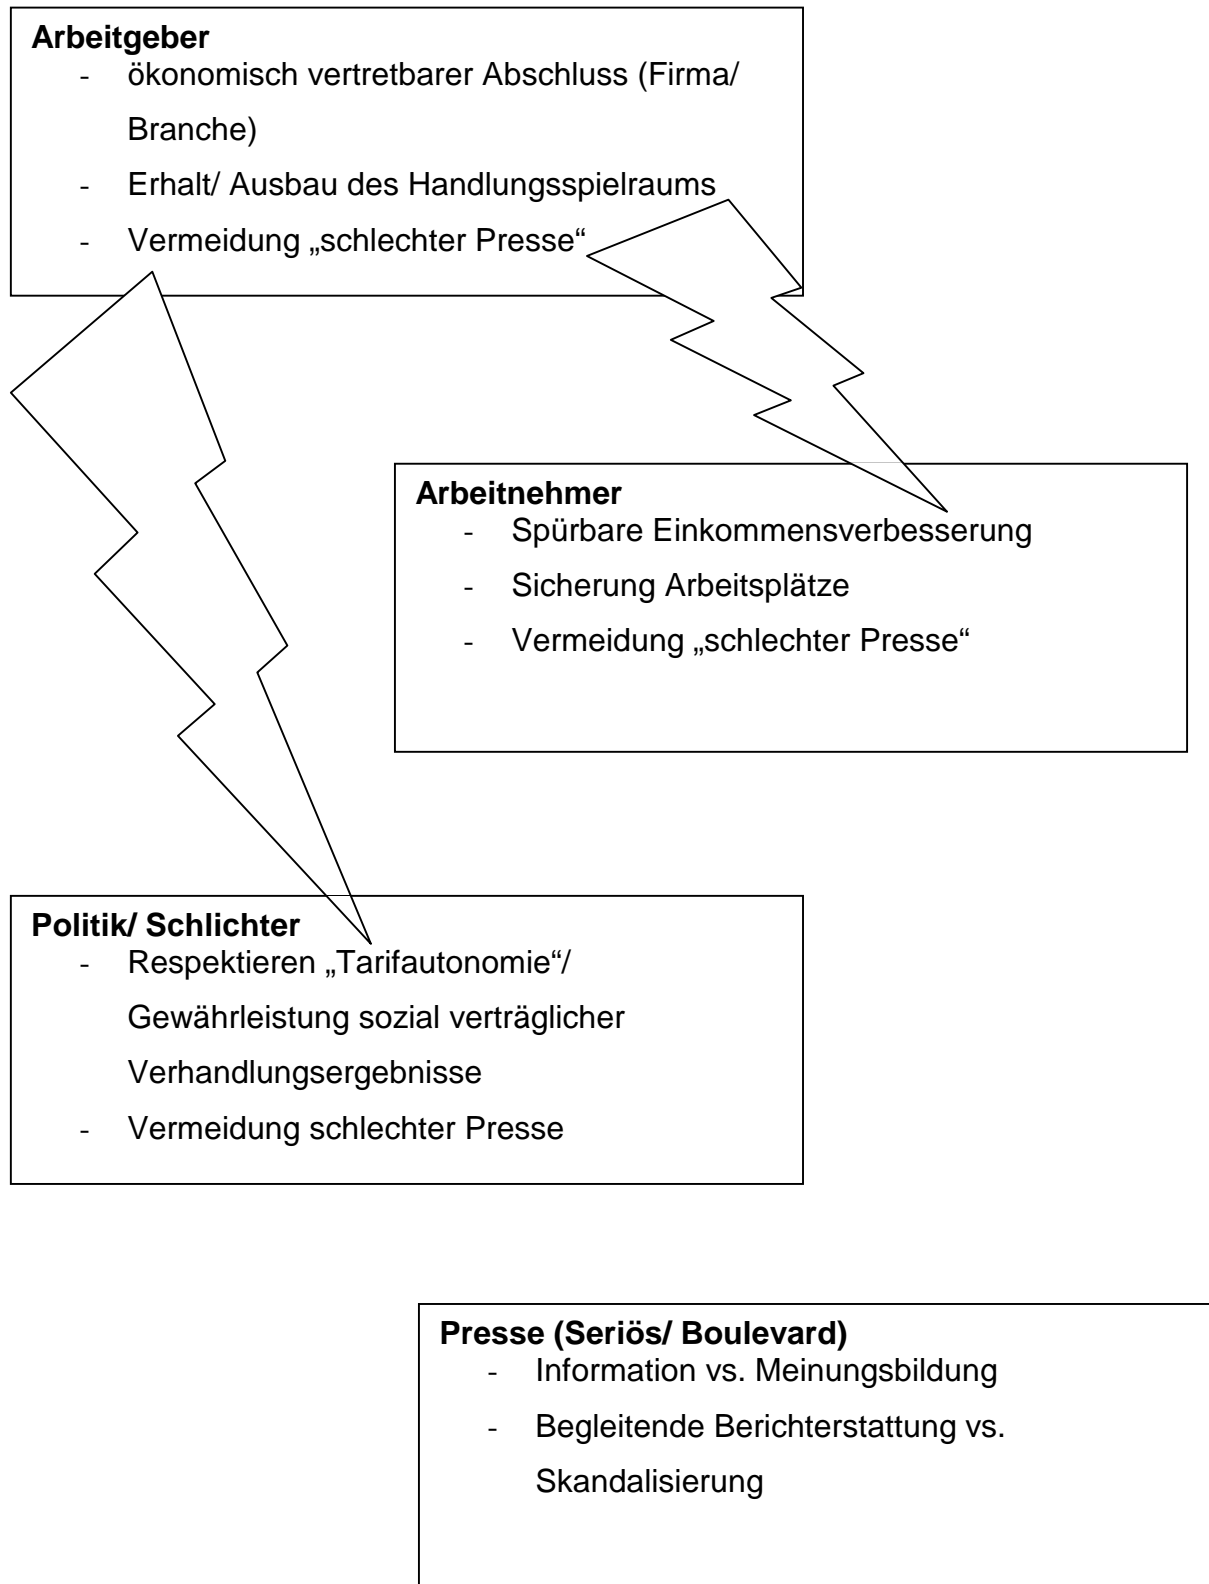 Arbeitgeber
- ökonomisch vertretbarer Abschluss (Firma/
Branche)
- Erhalt/ Ausbau des Handlungsspielraums
- Vermeidung „schlechter Presse“
Arbeitnehmer
- Spürbare Einkommensverbesserung
- Sicherung Arbeitsplätze
- Vermeidung „schlechter Presse“
Politik/ Schlichter
- Respektieren „Tarifautonomie“/
Gewährleistung sozial verträglicher
Verhandlungsergebnisse
- Vermeidung schlechter Presse
Presse (Seriös/ Boulevard)
- Information vs. Meinungsbildung
- Begleitende Berichterstattung vs.
Skandalisierung